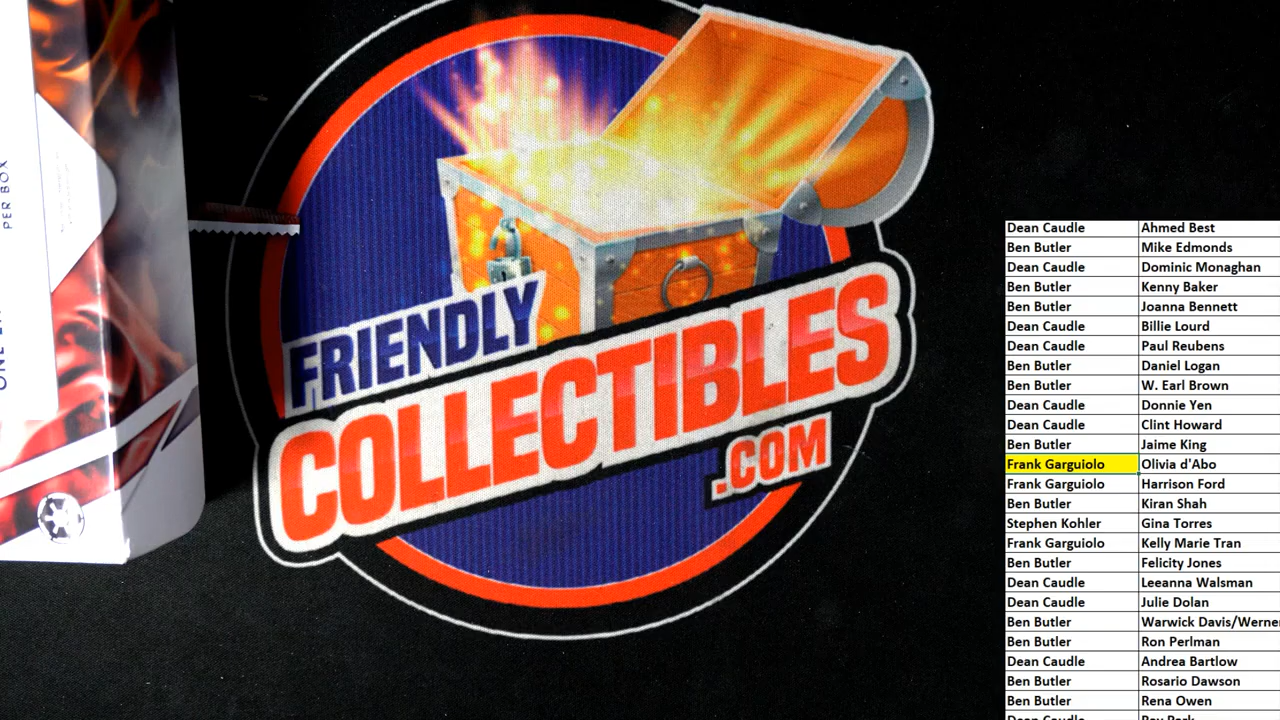 PER BOX
FRIENDLY
COLLECTIBLES
.COM
Dean Caudle Ahmed Best
Ben Butler Mike Edmonds
Dean Caudle Dominic Monaghan
Ben Butler Kenny Baker
Ben Butler Joanna Bennett
Dean Caudle Billie Lourd
Dean Caudle Paul Reubens
Ben Butler Daniel Logan
Ben Butler W. Earl Brown
Dean Caudle Donnie Yen
Dean Caudle Clint Howard
Ben Butler Jaime King
Frank Garguiolo Olivia d'Abo
Frank Garguiolo Harrison Ford
Ben Butler Kiran Shah
Stephen Kohler Gina Torres
Frank Garguiolo Kelly Marie Tran
Ben Butler Felicity Jones
Dean Caudle Leeanna Walsman
Dean Caudle Julie Dolan
Ben Butler Warwick Davis/Werner
Ben Butler Ron Perlman
Dean Caudle Andrea Bartlow
Ben Butler Rosario Dawson
Ben Butler Rena Owen
Dean Caudle Ray Park